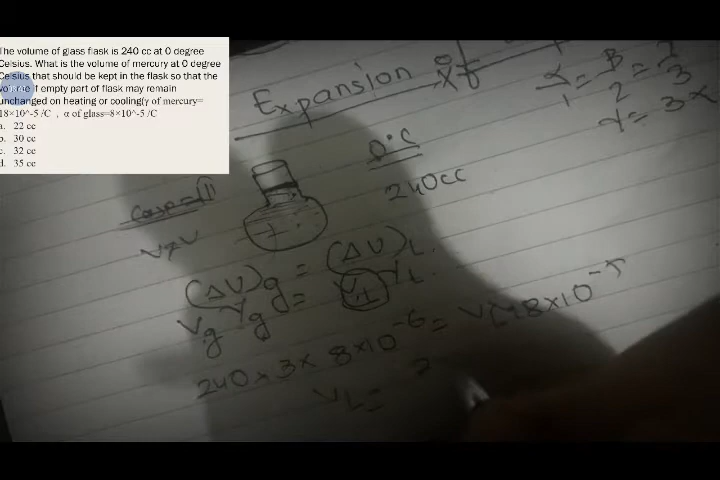 The volume of glass flask is 240 cc at 0 degree
Celsius. What is the volume of mercury at 0 degree
Celsius that should be kept in the flask so that the
of empty part of flask may remain
unchanged on heating or cooling(γ of mercury=
18×10^-5 /C , α of glass=8×10^-5 /C
a. 22 cc
b. 30 cc
c. 32 cc
d. 35 cc
Expansion of
α/1 = β/2 = γ/3
γ = 3α
0°C
240cc
Case-II
(ΔV)g = (ΔV)L
Vg γg = VL γL
240 × 3 × 8×10^-6 = VL 18×10^-5
VL =